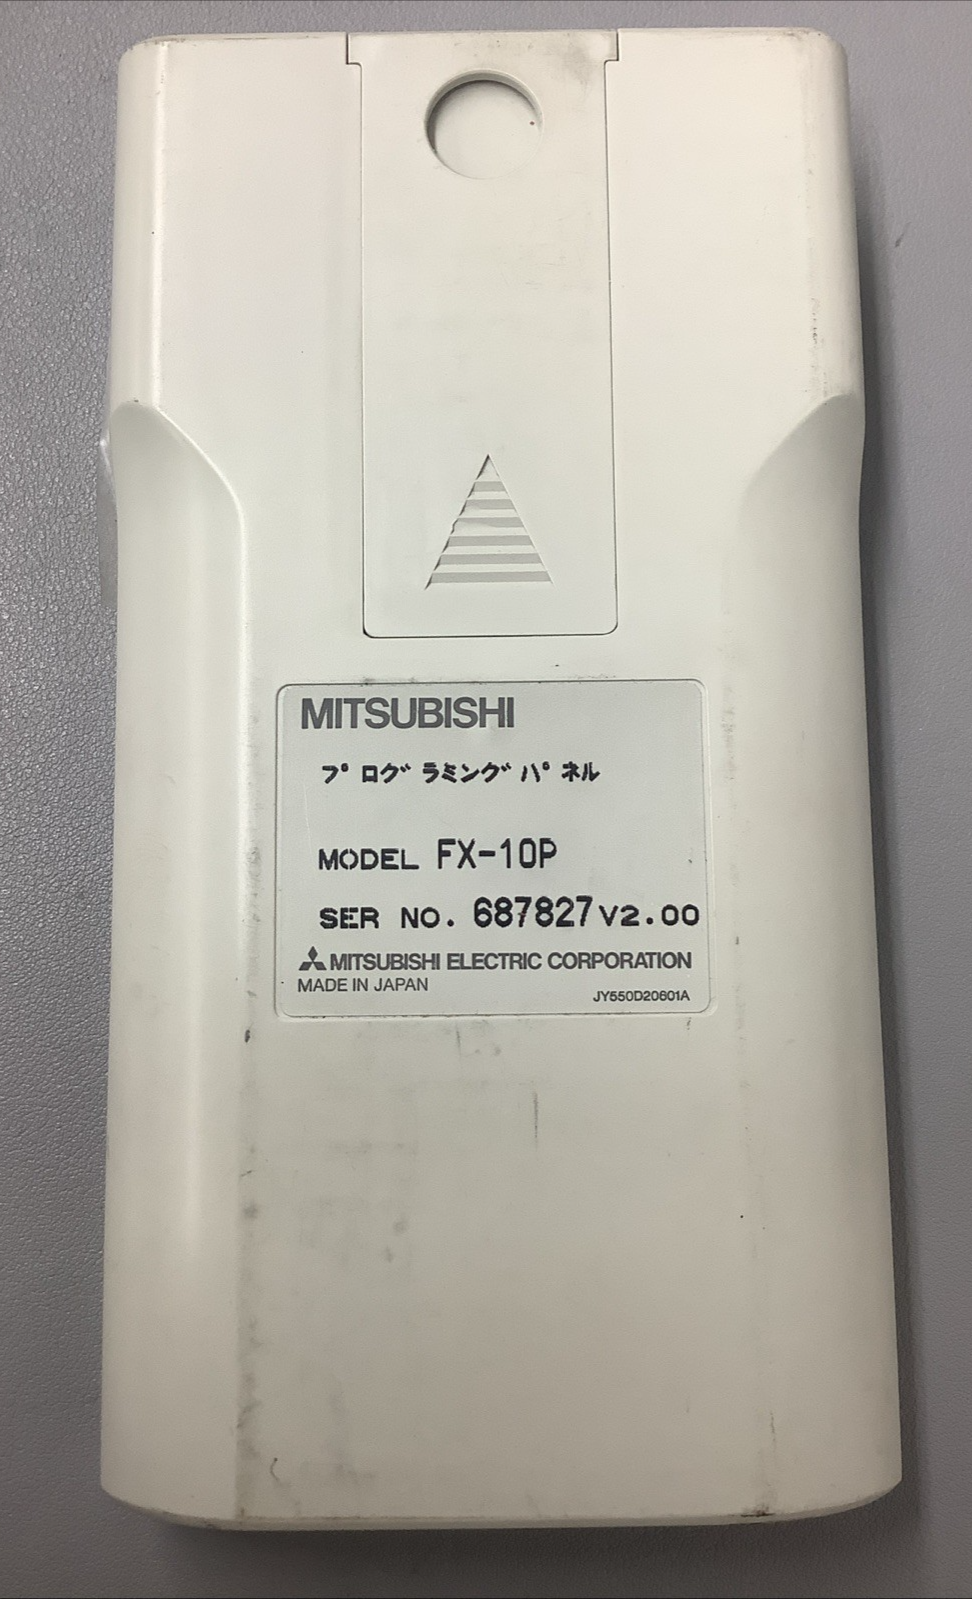 MITSUBISHI
プログラミングパネル
MODEL FX-10P
SER NO. 687827 V2.00
MITSUBISHI ELECTRIC CORPORATION
MADE IN JAPAN
JY550D20601A